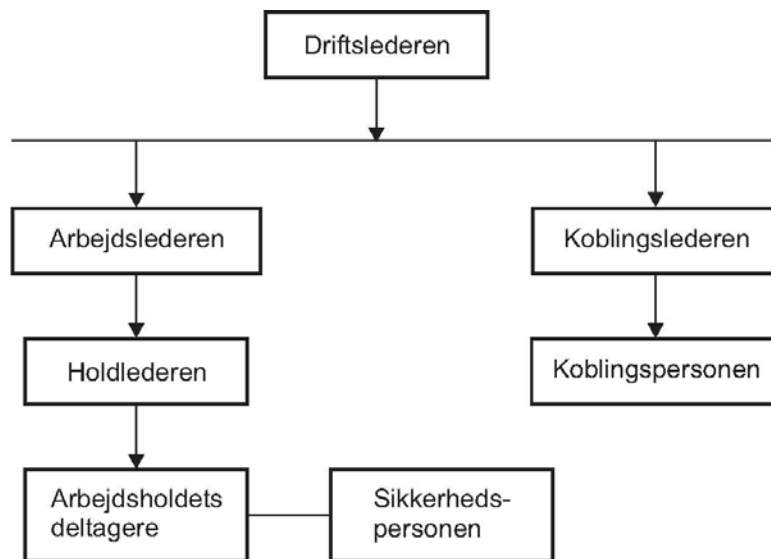 Driftslederen
Arbejdslederen
Koblingslederen
Holdlederen
Koblingspersonen
Arbejdsholdets
deltagere
Sikkerheds-
personen